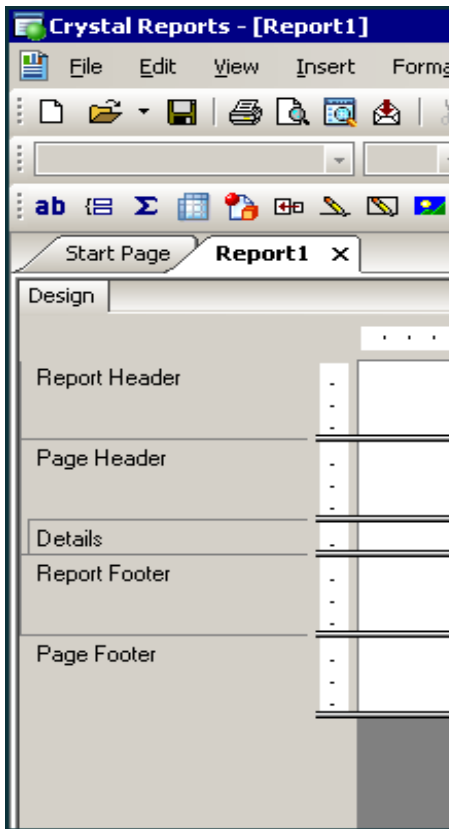 Crystal Reports - [Report1]
File Edit View Insert
ab
Start Page Report1
Design
Report Header
Page Header
Details
Report Footer
Page Footer